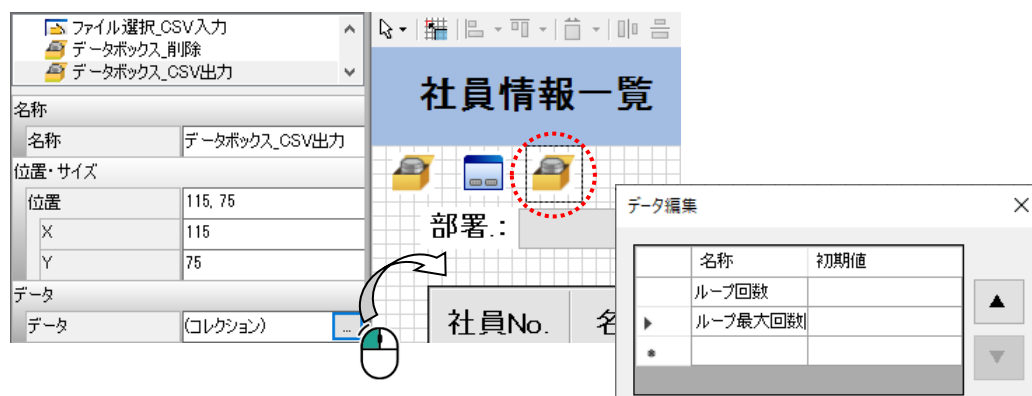 ファイル選択_CSV入力
データボックス_削除
データボックス_CSV出力
名称
名称 データボックス_CSV出力
位置・サイズ
位置 115, 75
X 115
Y 75
データ
データ (コレクション) ...
社員情報一覧
部署.:
社員No.
データ編集
名称 初期値
ループ回数
ループ最大回数